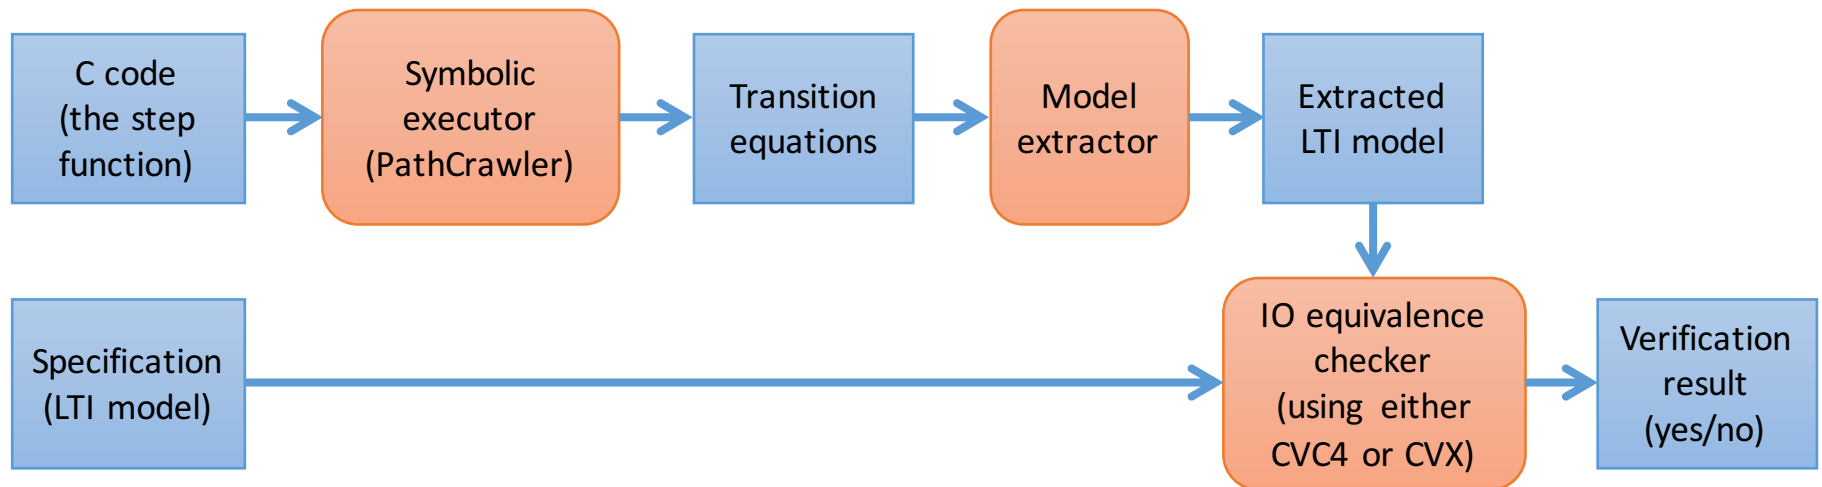 C code
(the step
function)
Symbolic
executor
(PathCrawler)
Transition
equations
Model
extractor
Extracted
LTI model
Specification
(LTI model)
IO equivalence
checker
(using either
CVC4 or CVX)
Verification
result
(yes/no)